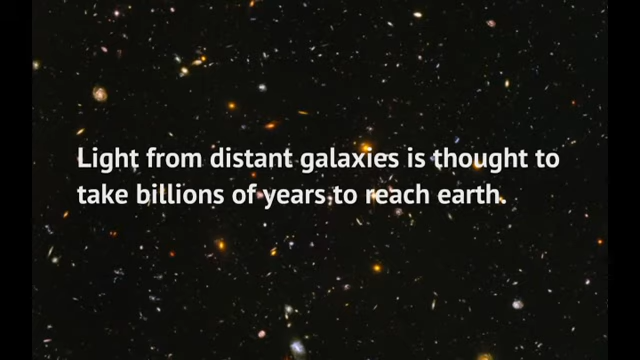 Light from distant galaxies is thought to
take billions of years to reach earth.